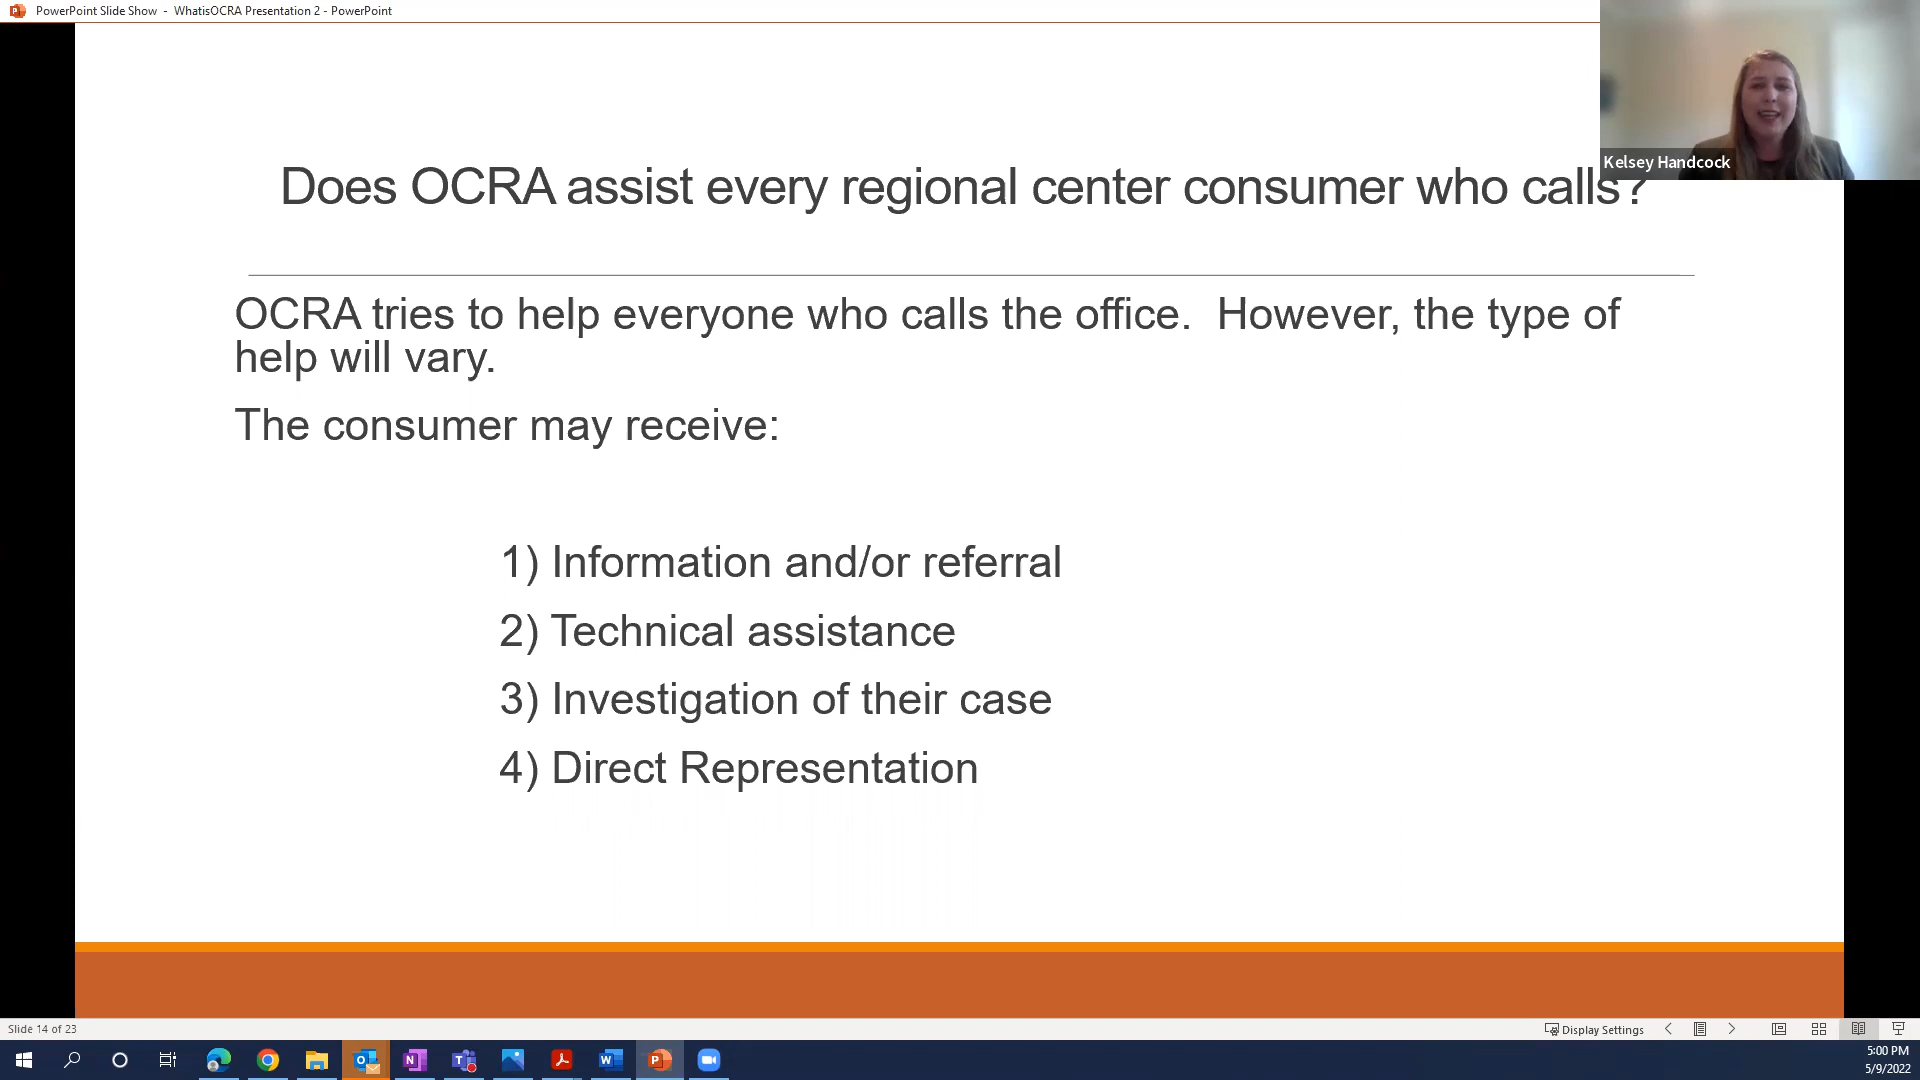 PowerPoint Slide Show - WhatisOCRA Presentation 2 - PowerPoint
Kelsey Handcock
Does OCRA assist every regional center consumer who calls?
OCRA tries to help everyone who calls the office. However, the type of
help will vary.
The consumer may receive:
1) Information and/or referral
2) Technical assistance
3) Investigation of their case
4) Direct Representation
Slide 14 of 23
Display Settings
5:00 PM
5/9/2022